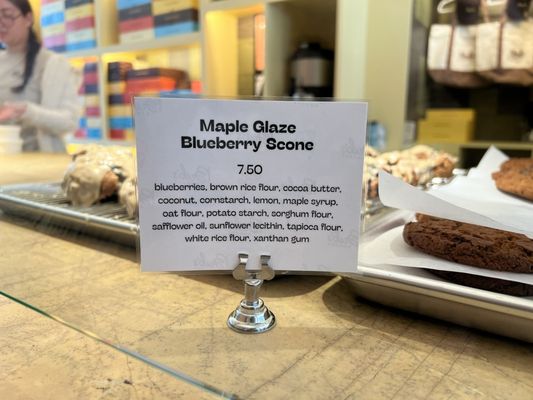 Maple Glaze
Blueberry Scone
7.50
blueberries, brown rice flour, cocoa butter,
coconut, cornstarch, lemon, maple syrup,
oat flour, potato starch, sorghum flour,
safflower oil, sunflower lecithin, tapioca flour,
white rice flour, xanthan gum